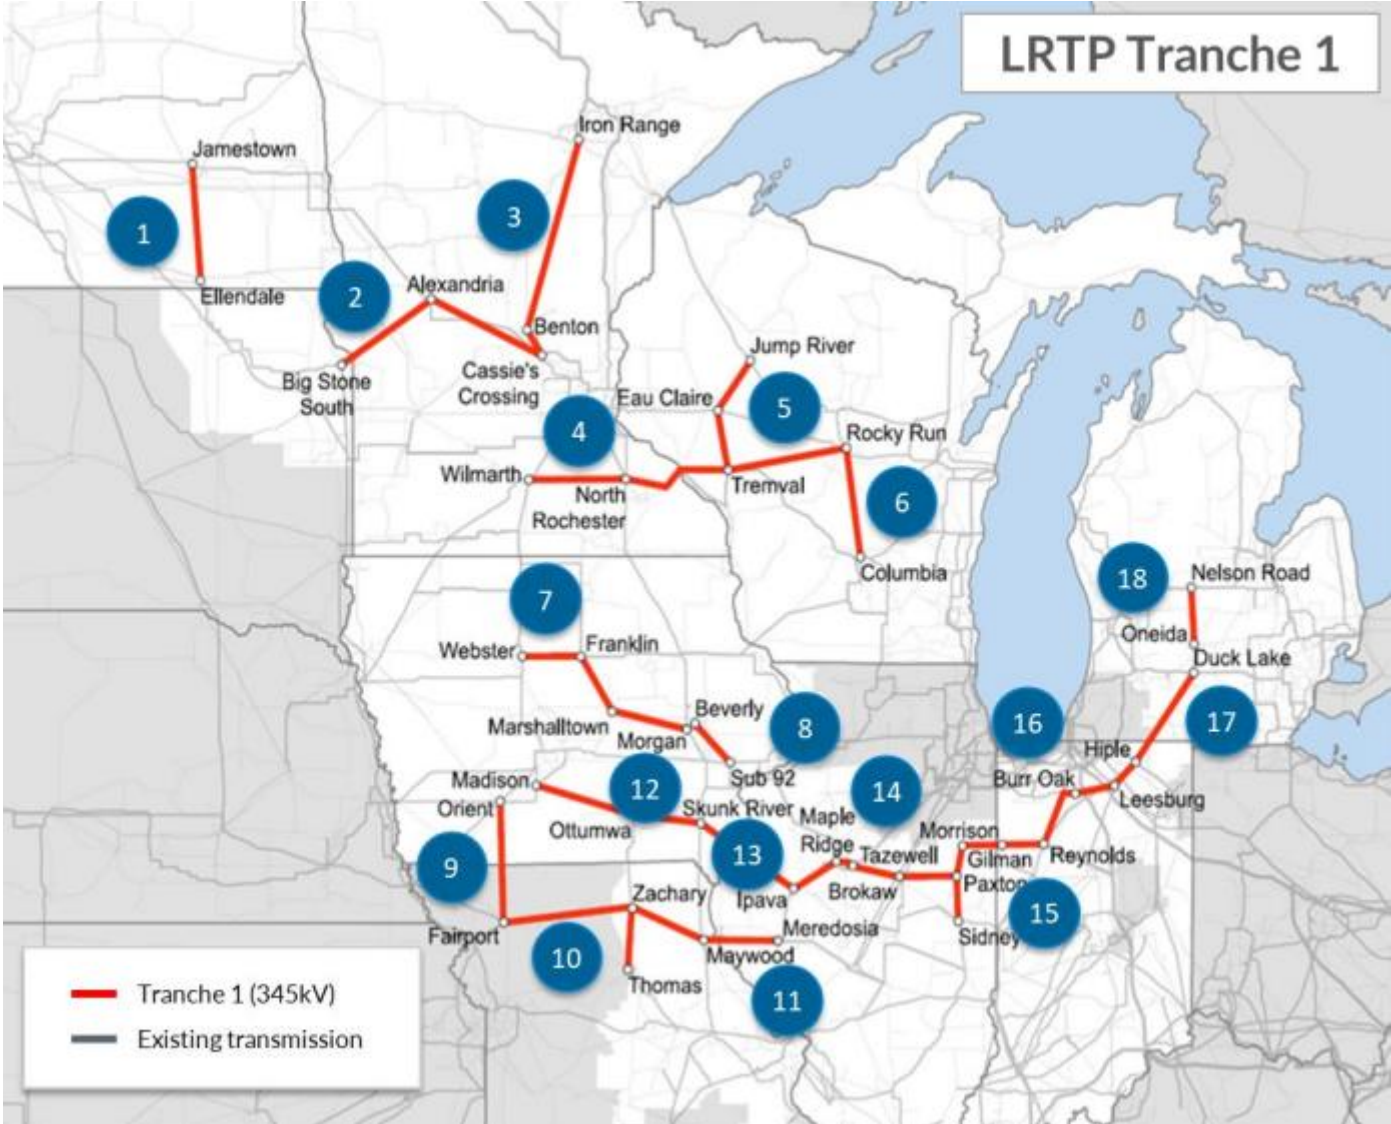 LRTP Tranche 1
Iron Range
Jamestown
3
1
Ellendale
2
Alexandria
Benton
Big Stone
South
Cassie's
Crossing
Jump River
Eau Claire
5
4
Rocky Run
Wilmarth
North
Rochester
Tremval
6
Columbia
18
Nelson Road
7
Oneida
Webster
Franklin
Duck Lake
Beverly
Marshalltown
Morgan
8
16
17
Hiple
Sub 92
Madison
Orient
12
Skunk River
14
Burr Oak
Leesburg
Ottumwa
Maple
Ridge
Morrison
13
Tazewell
Gilman
Reynolds
9
Zachary
Ipava
Brokaw
Paxton
15
Fairport
Meredosia
Sidney
10
Maywood
Thomas
11
Tranche 1 (345kV)
Existing transmission